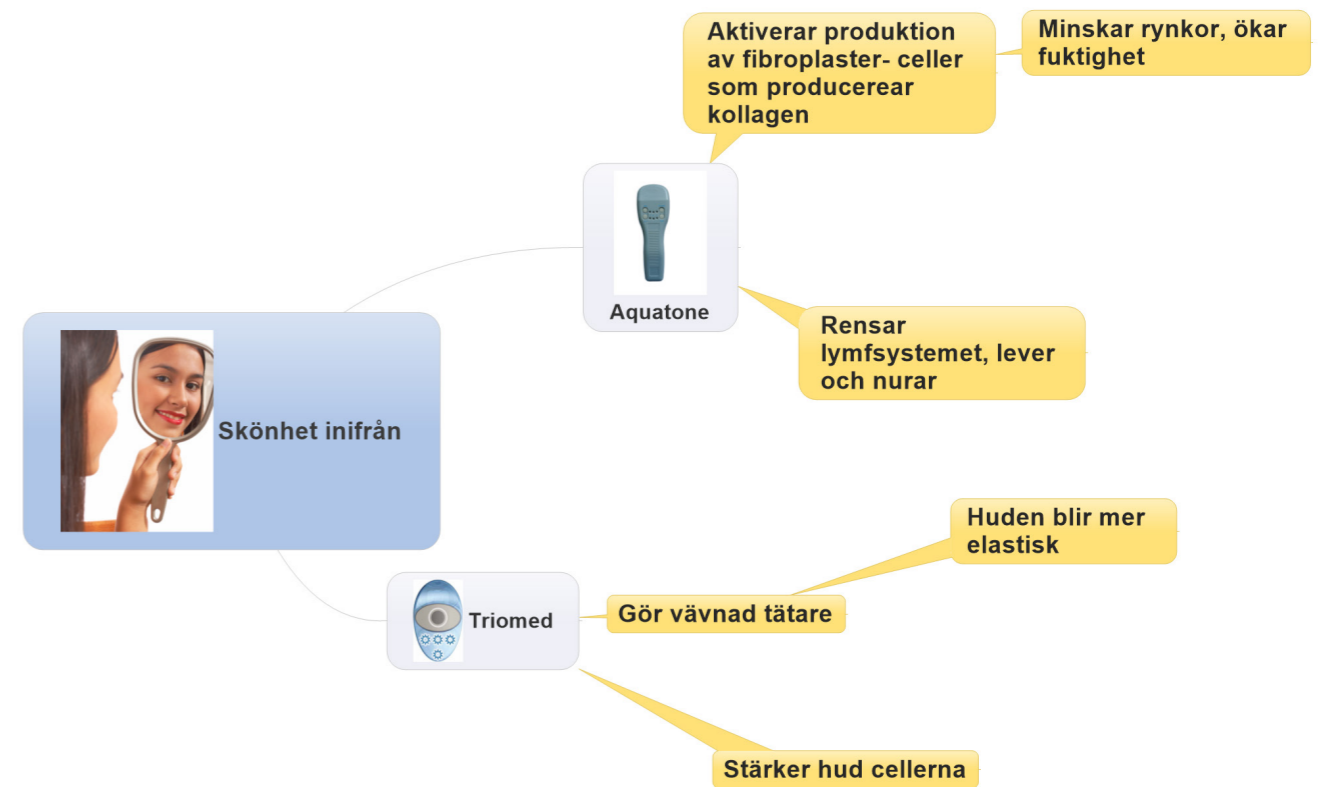 Aktiverar produktion
av fibroplaster- celler
som producerear
kollagen
Minskar rynkor, ökar
fuktighet
Aquatone
Rensar
lymfsystemet, lever
och nurar
Skönhet inifrån
Huden blir mer
elastisk
Triomed
Gör vävnad tätare
Stärker hud cellerna